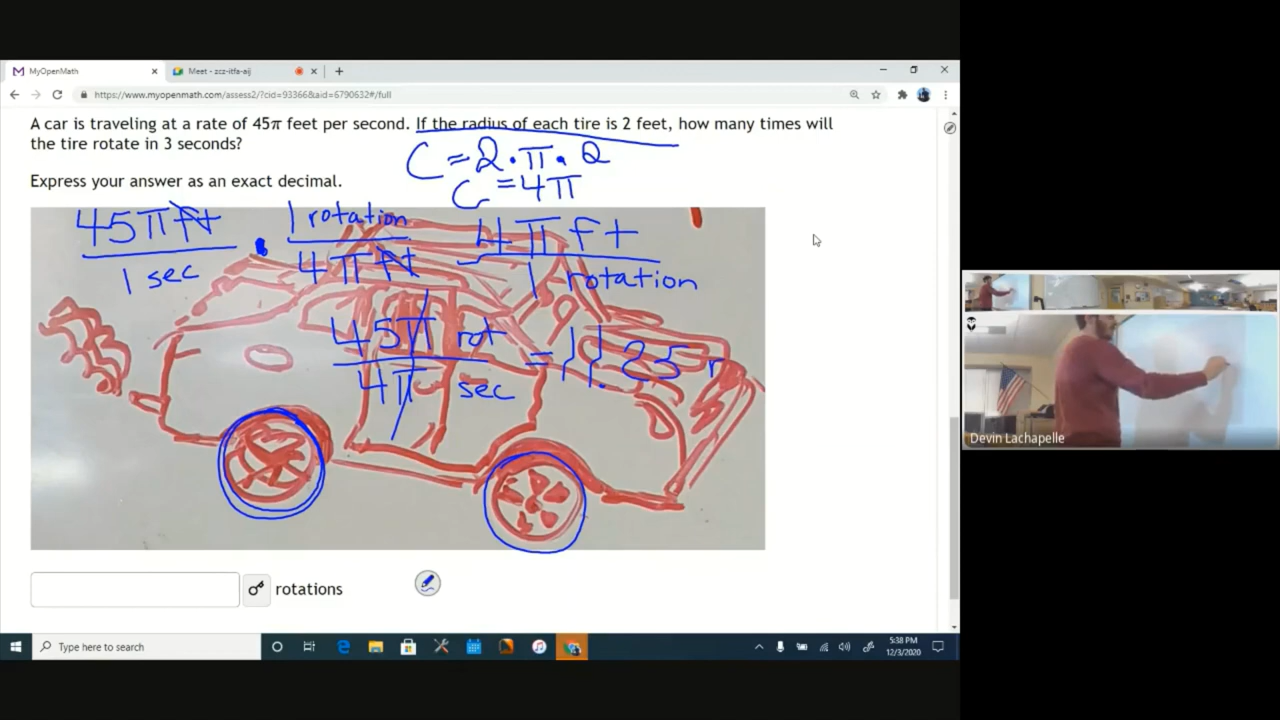 MyOpenMath
Meet - zcz-itfa-aij
https://www.myopenmath.com/assess2/?cid=93366&aid=6790632#/full
A car is traveling at a rate of 45π feet per second. If the radius of each tire is 2 feet, how many times will
the tire rotate in 3 seconds?
C = 2 · π · 2
Express your answer as an exact decimal.
C = 4π
45π ft / 1 sec · 1 rotation / 4π ft
4π ft / 1 rotation
45π rot / 4π sec = 11.25 r
rotations
Devin Lachapelle
Type here to search
5:38 PM
12/3/2020